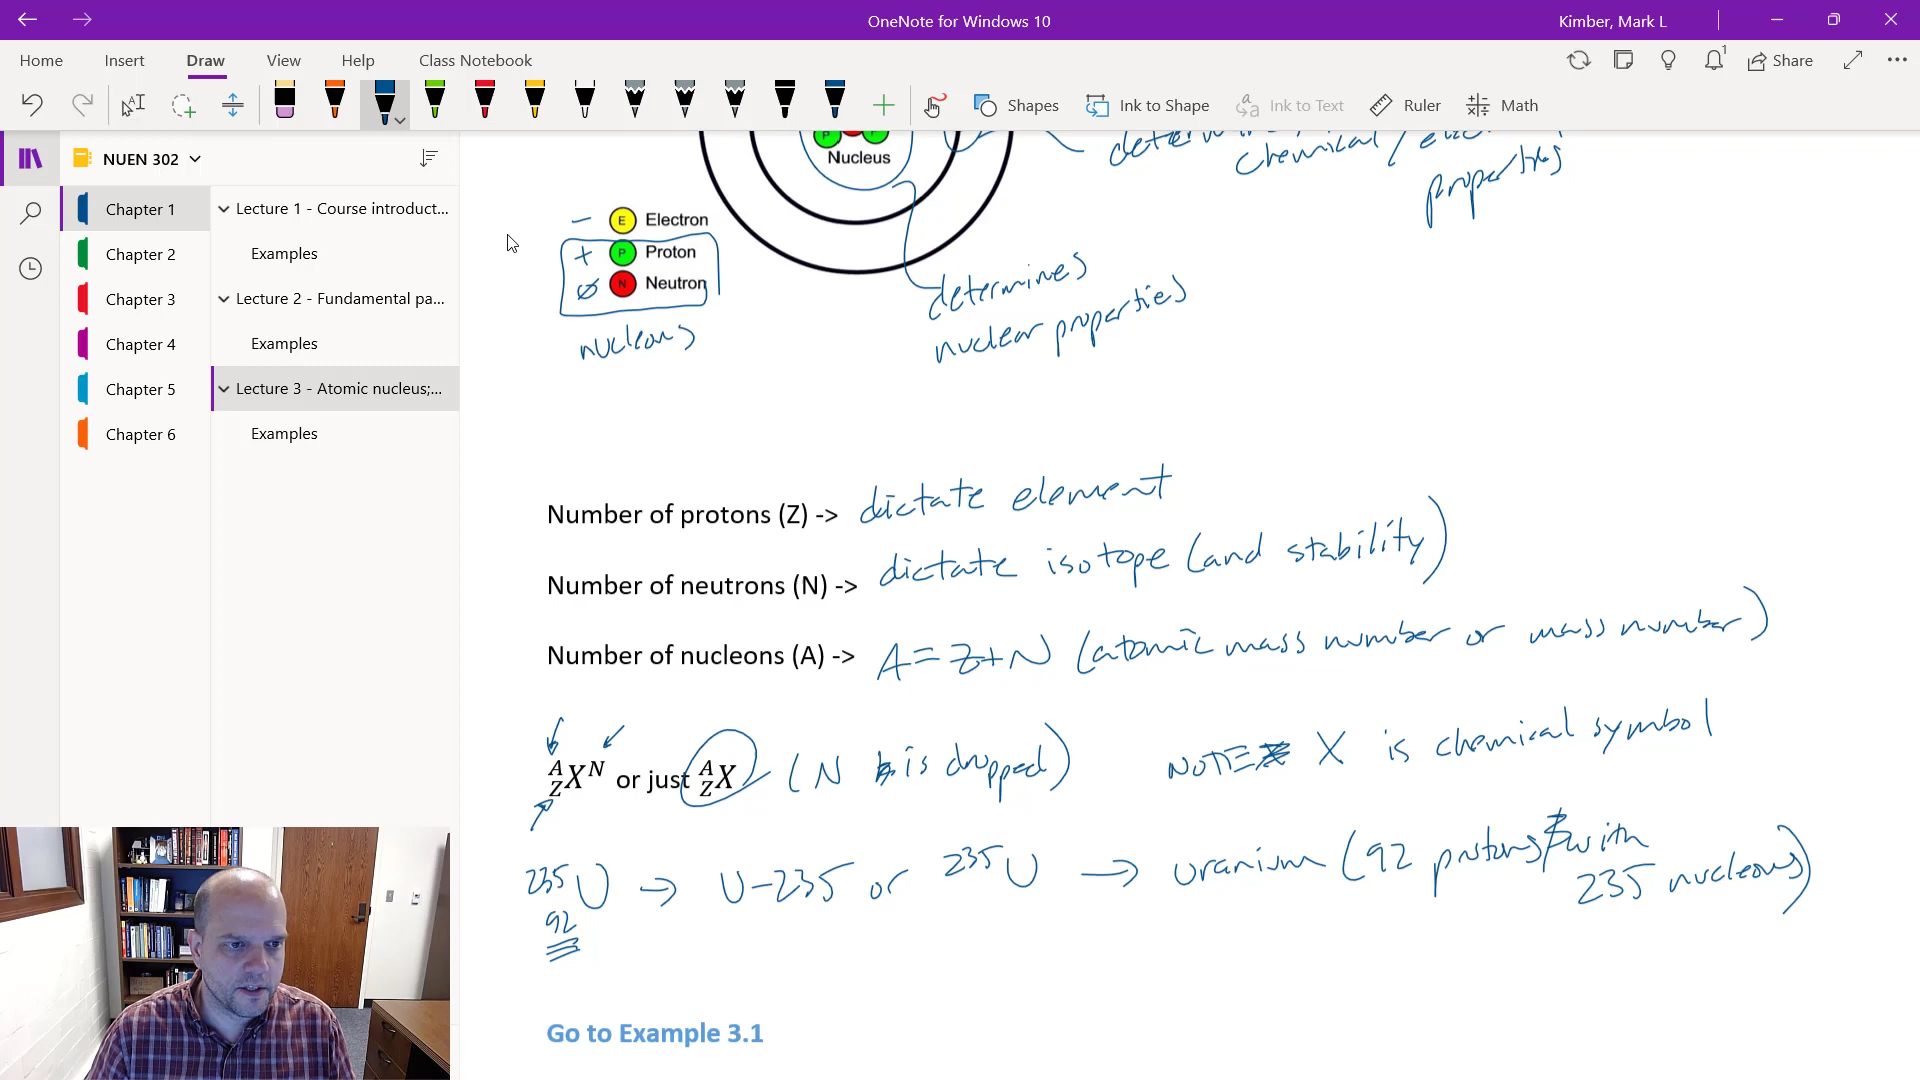 OneNote for Windows 10
Kimber, Mark L
Home Insert Draw View Help Class Notebook
1
Share
Shapes Ink to Shape Ink to Text Ruler Math
NUEN 302
Chapter 1
Chapter 2
Chapter 3
Chapter 4
Chapter 5
Chapter 6
Lecture 1 - Course introduct...
Examples
Lecture 2 - Fundamental pa...
Examples
Lecture 3 - Atomic nucleus;...
Examples
P P
Nucleus
chemical /
properties
- E Electron
+ P Proton
Ø N Neutron
nucleons
determines
nuclear properties
Number of protons (Z) -> dictate element
Number of neutrons (N) -> dictate isotope (and stability)
Number of nucleons (A) -> A = Z+N (atomic mass number or mass number)
A Z X N or just A Z X (N is dropped) NOTE X is chemical symbol
235 92 U → U-235 or 235 U → uranium (92 protons with
235 nucleons)
Go to Example 3.1